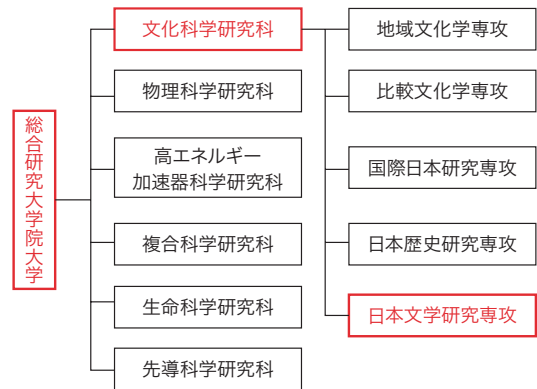 総合研究大学院大学
文化科学研究科
物理科学研究科
高エネルギー
加速器科学研究科
複合科学研究科
生命科学研究科
先導科学研究科
地域文化学専攻
比較文化学専攻
国際日本研究専攻
日本歴史研究専攻
日本文学研究専攻